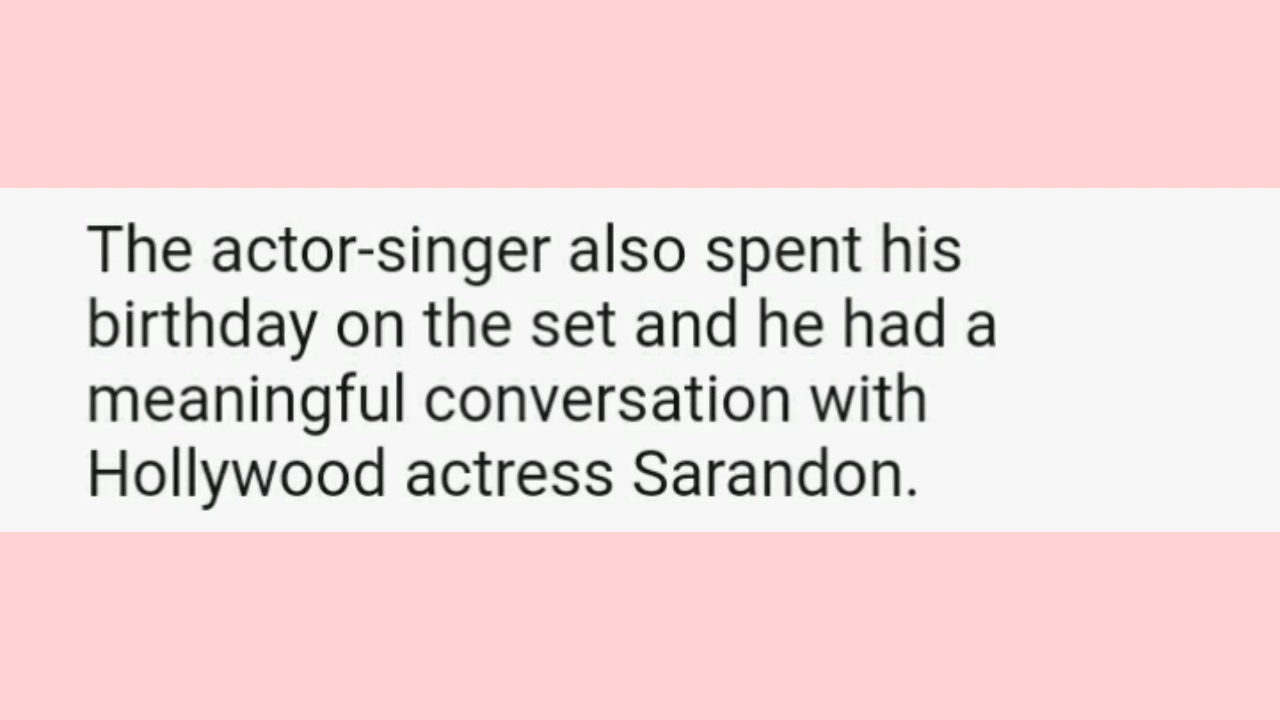 The actor-singer also spent his
birthday on the set and he had a
meaningful conversation with
Hollywood actress Sarandon.